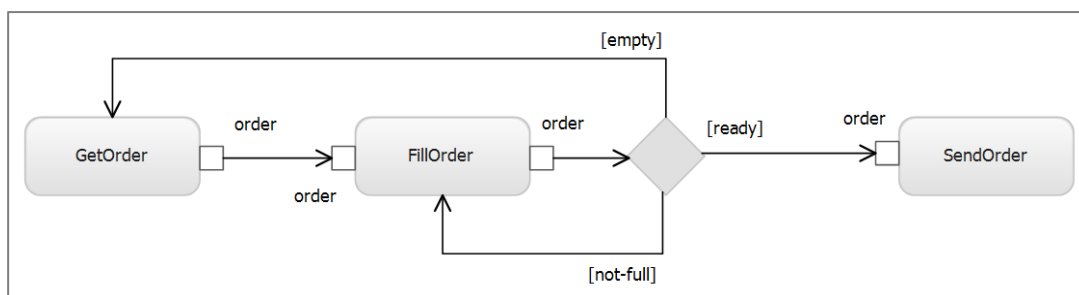 [empty]
order
order
[ready]
order
GetOrder
FillOrder
SendOrder
order
[not-full]